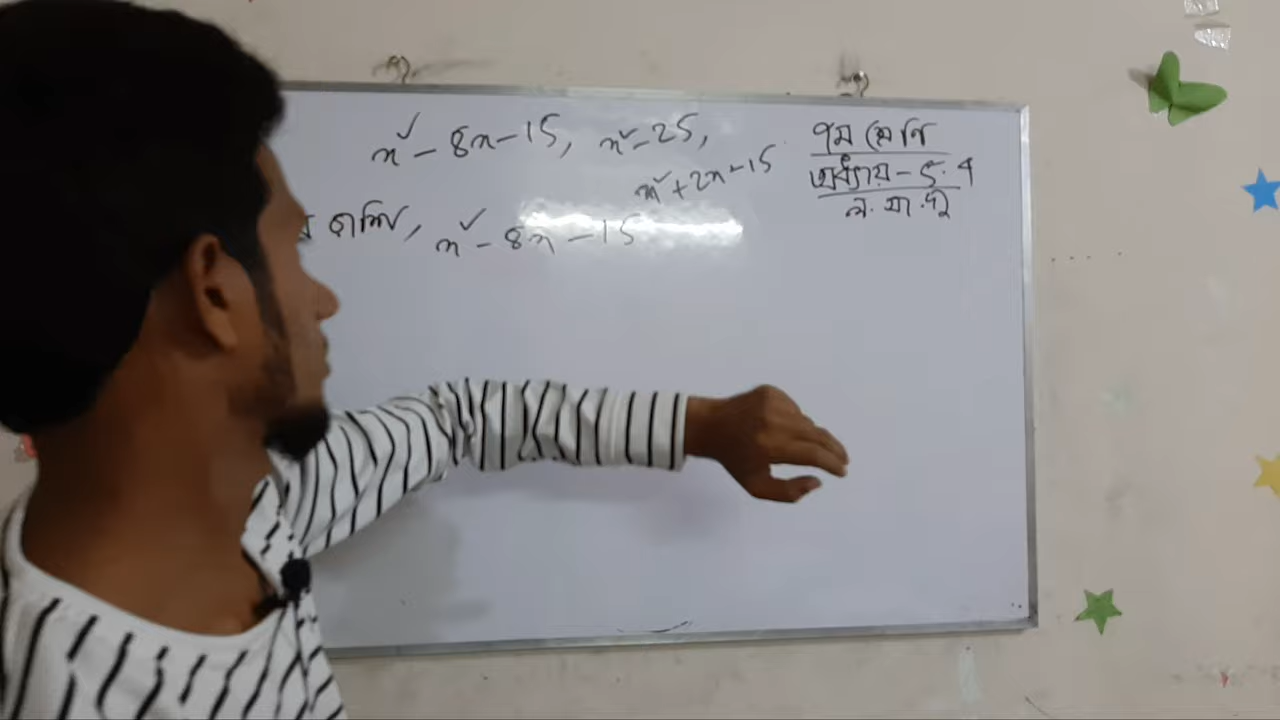 x² - 8x - 15, x² - 25,
x² + 2x - 15
রাশি, x² - 8x - 15
৭ম শ্রেণি
অধ্যায় - ৫.৭
ল.সা.গু